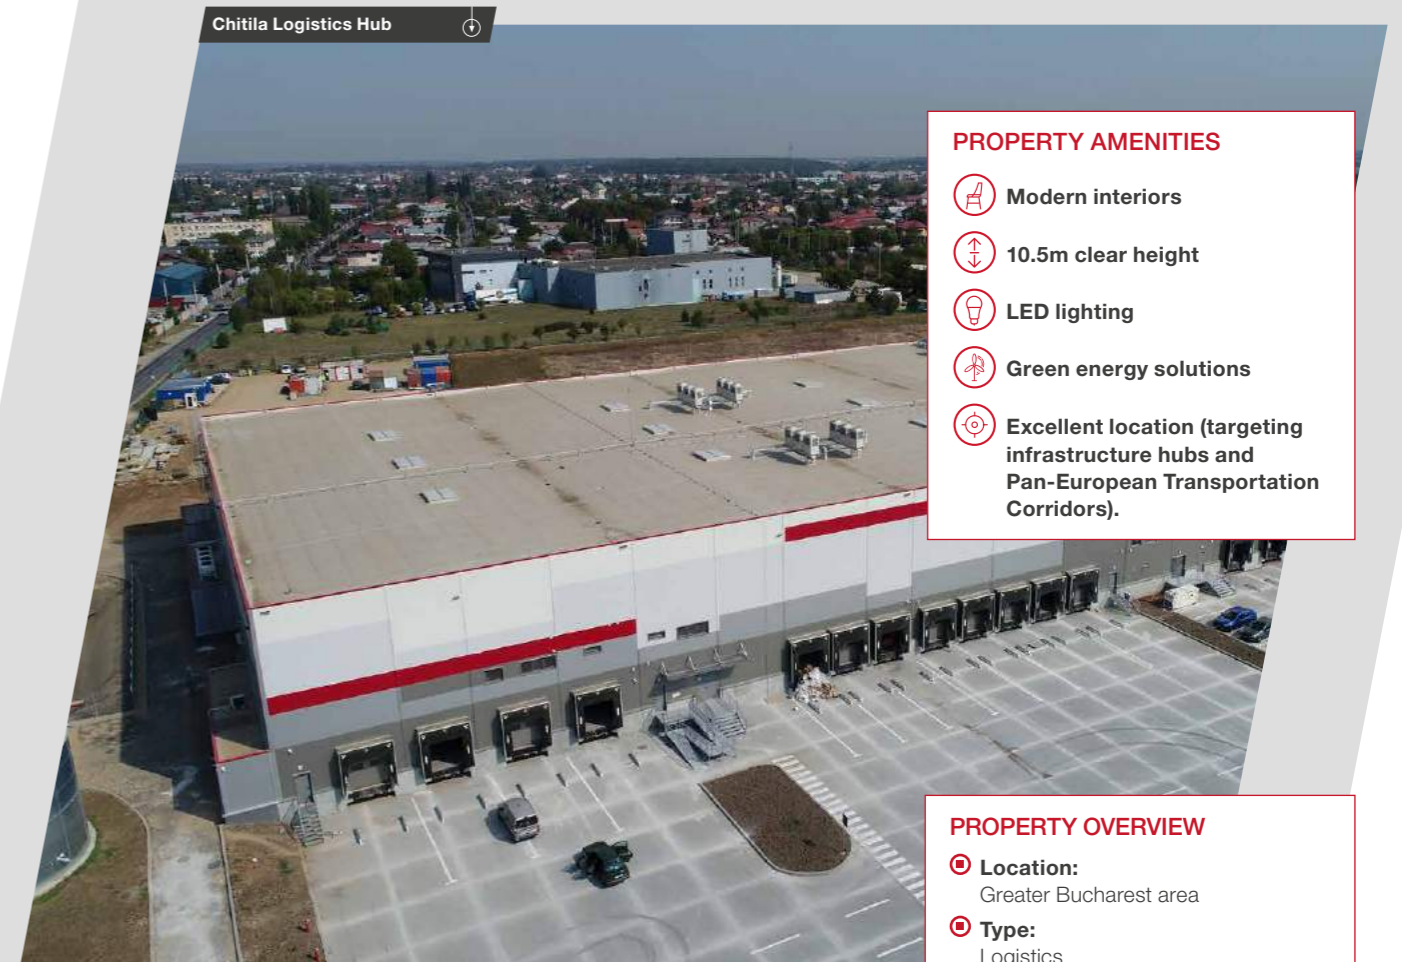 Chitila Logistics Hub
PROPERTY AMENITIES
Modern interiors
10.5m clear height
LED lighting
Green energy solutions
Excellent location (targeting
infrastructure hubs and
Pan-European Transportation
Corridors).
PROPERTY OVERVIEW
Location:
Greater Bucharest area
Type:
Logistics